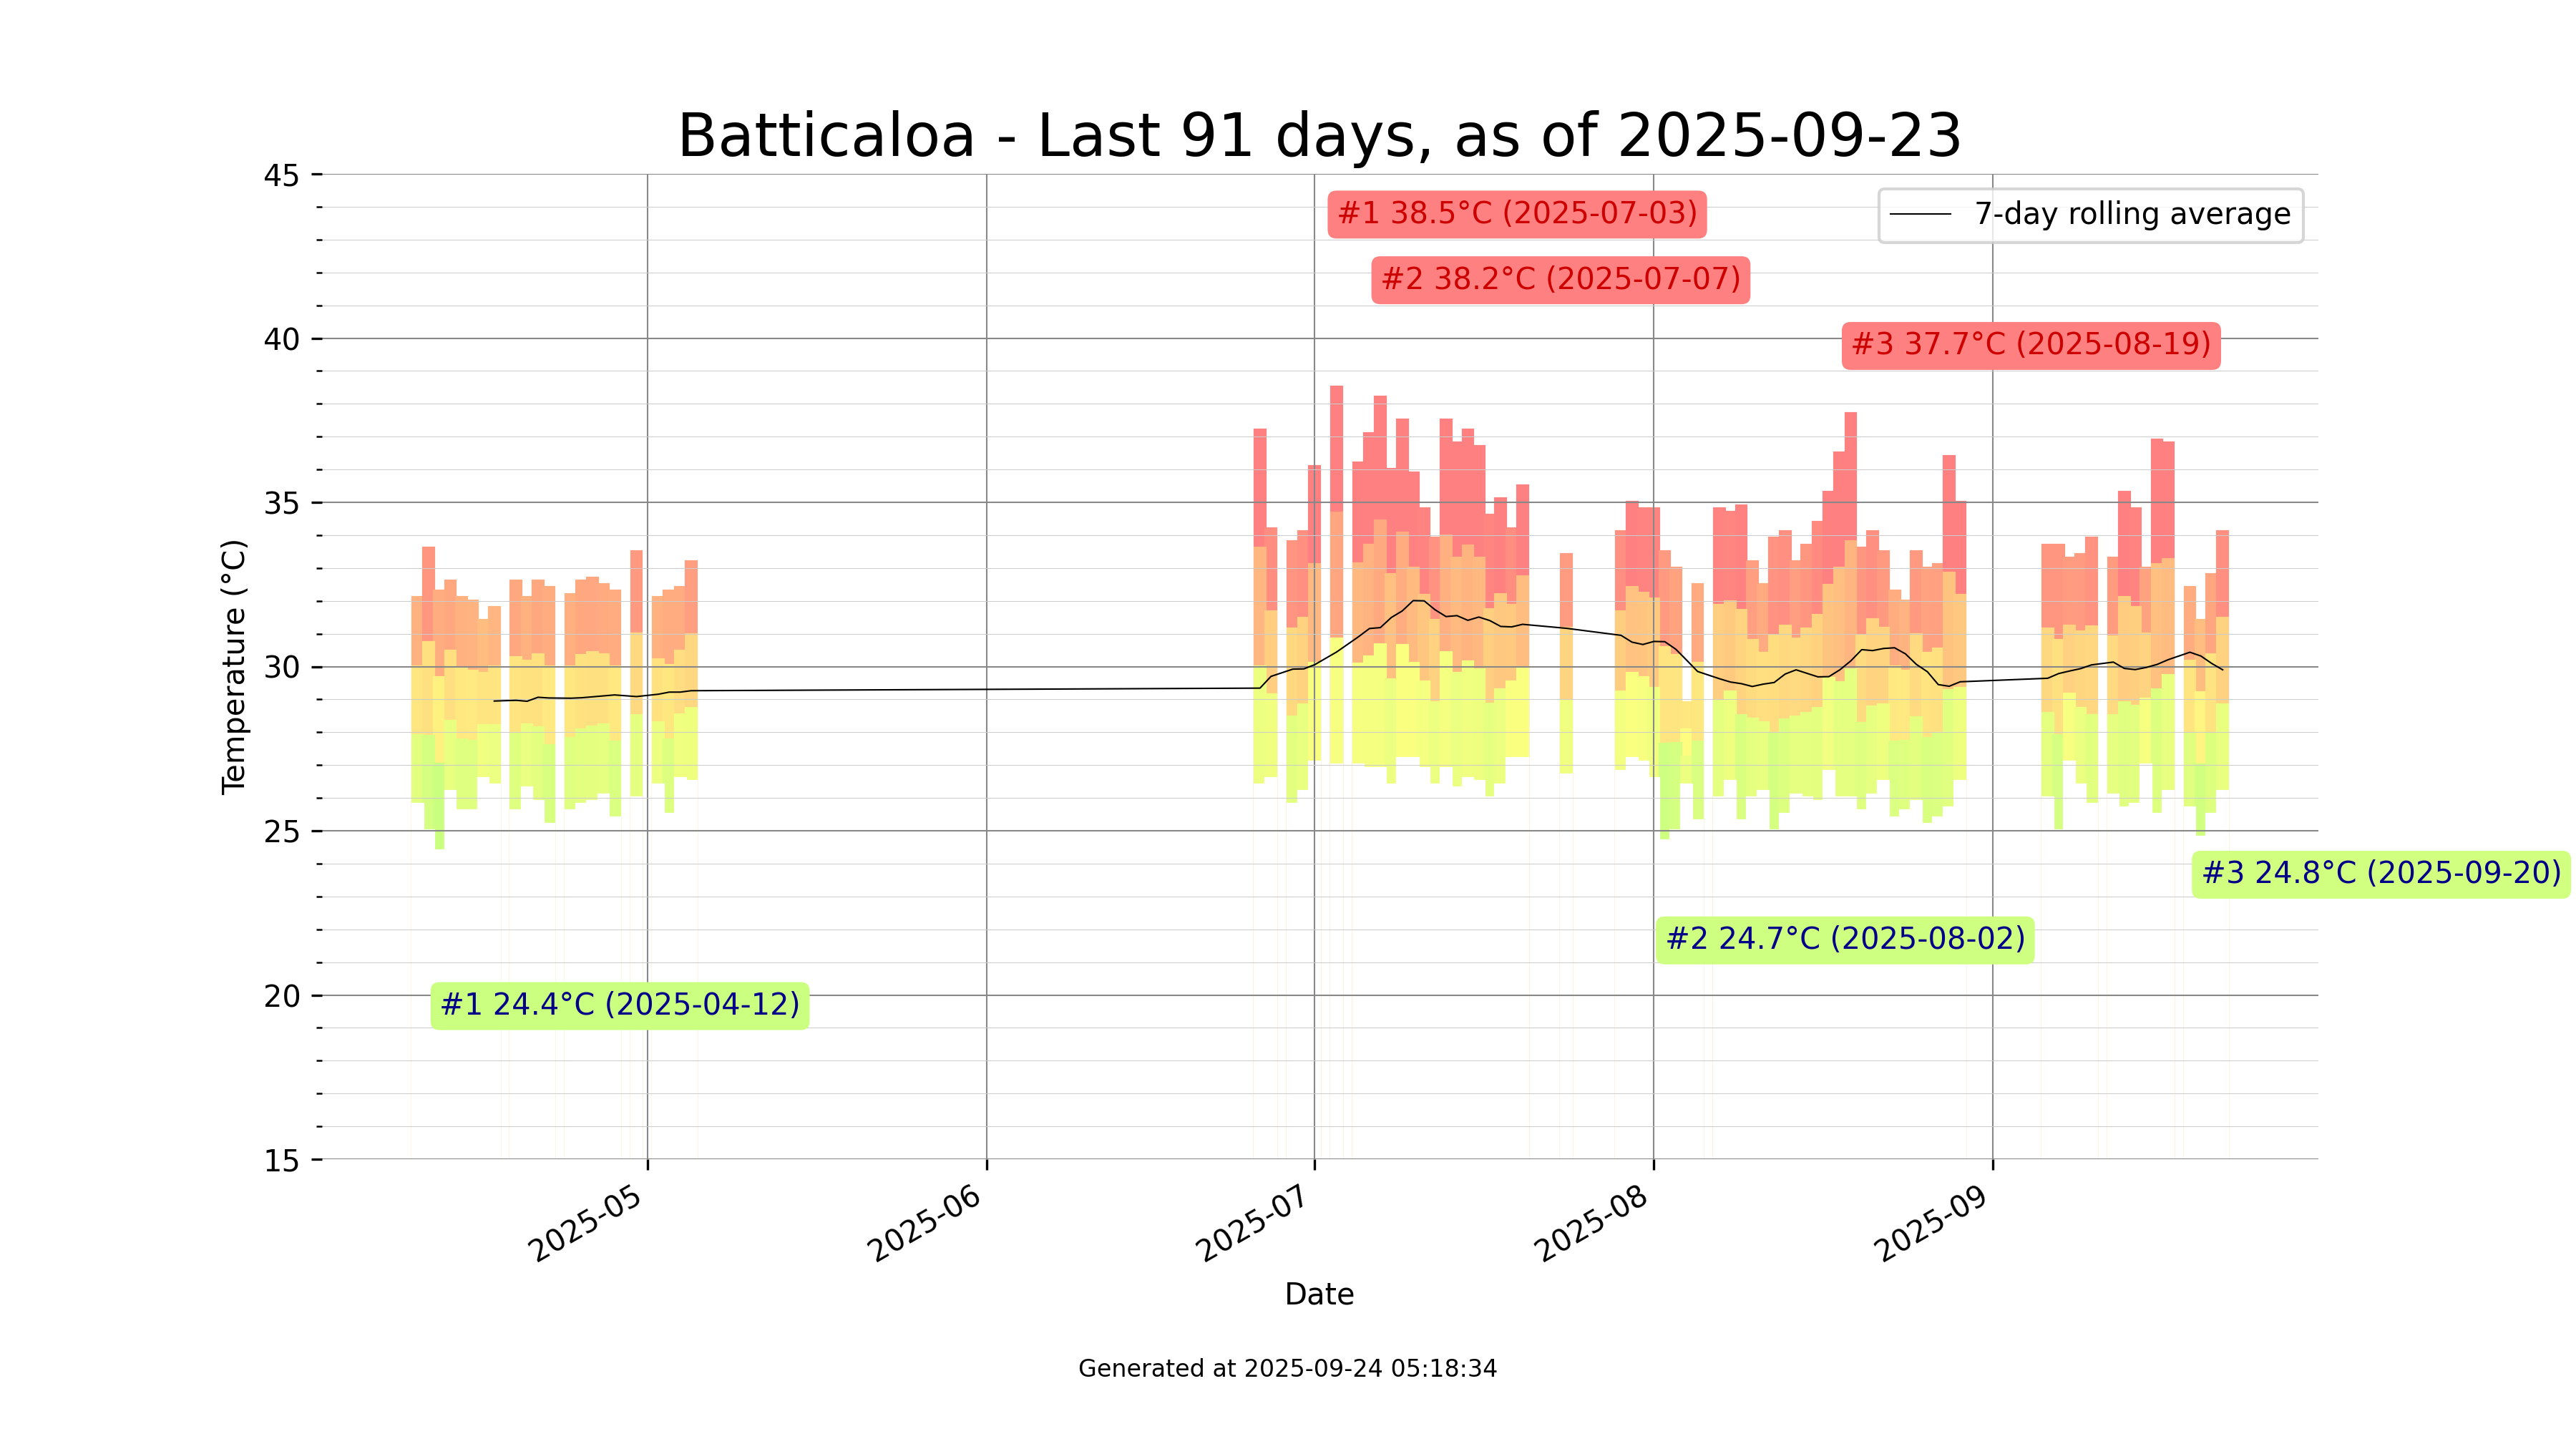 Batticaloa - Last 91 days, as of 2025-09-23
45
40
35
30
25
20
15
Temperature (°C)
#1 38.5°C (2025-07-03)
7-day rolling average
#2 38.2°C (2025-07-07)
#3 37.7°C (2025-08-19)
#3 24.8°C (2025-09-20)
#2 24.7°C (2025-08-02)
#1 24.4°C (2025-04-12)
2025-05
2025-06
2025-07
2025-08
2025-09
Date
Generated at 2025-09-24 05:18:34